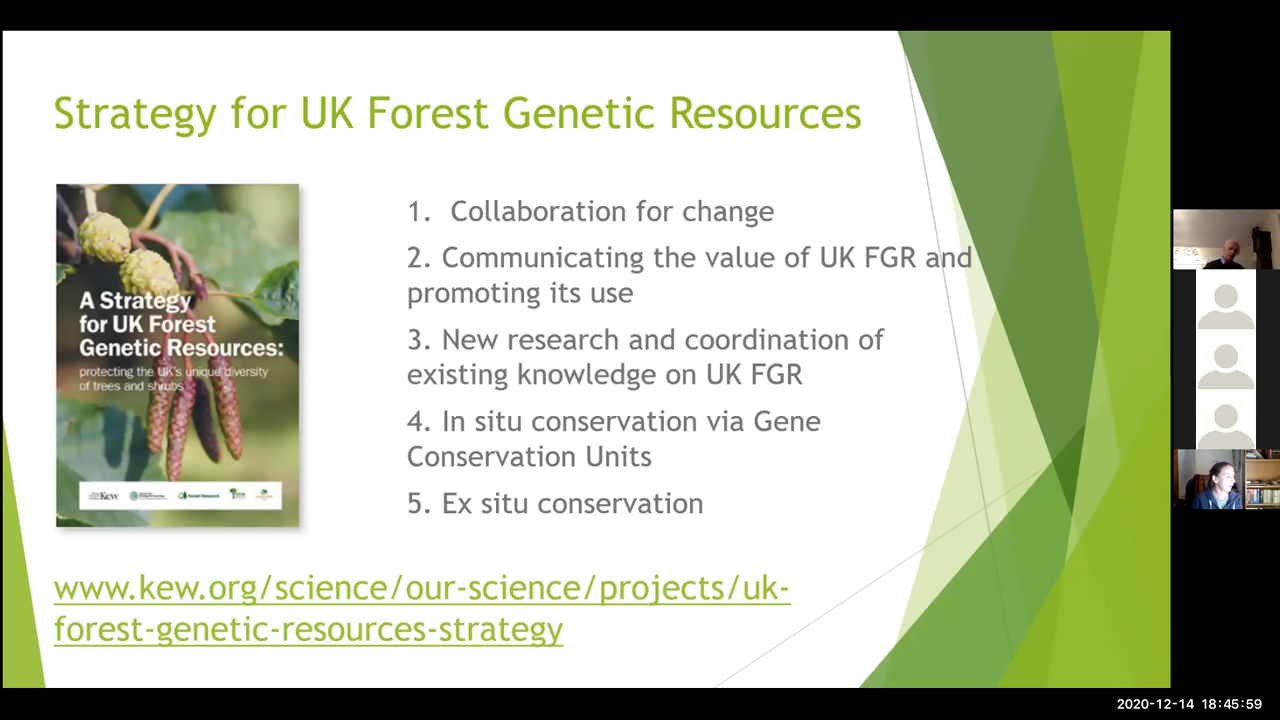 Strategy for UK Forest Genetic Resources
A Strategy
for UK Forest
Genetic Resources:
protecting the UK's unique diversity
of trees and shrubs
Kew
Forest Research
1. Collaboration for change
2. Communicating the value of UK FGR and
promoting its use
3. New research and coordination of
existing knowledge on UK FGR
4. In situ conservation via Gene
Conservation Units
5. Ex situ conservation
www.kew.org/science/our-science/projects/uk-
forest-genetic-resources-strategy
2020-12-14 18:45:59